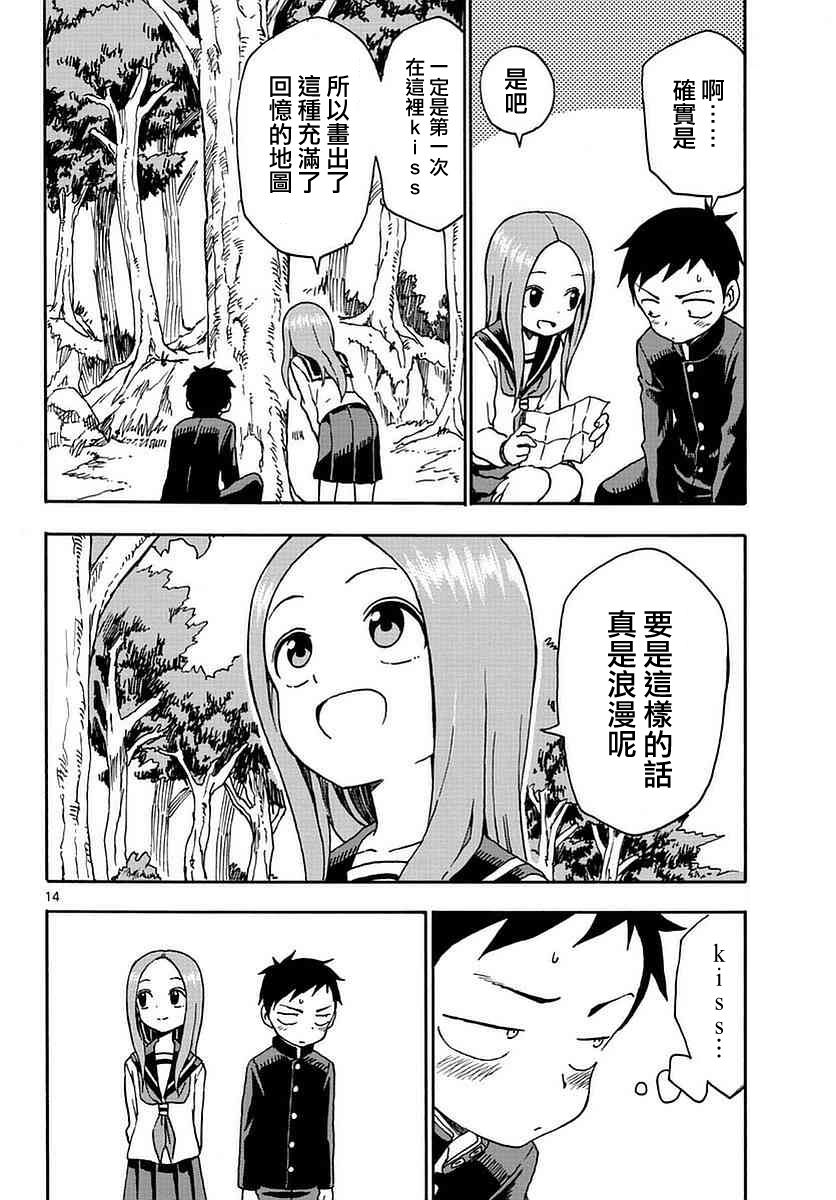 啊……
確實是
是吧
一定是第一次
在這裡kiss
所以畫出了
這種充滿了
回憶的地圖
要是這樣的話
真是浪漫呢
14
kiss…